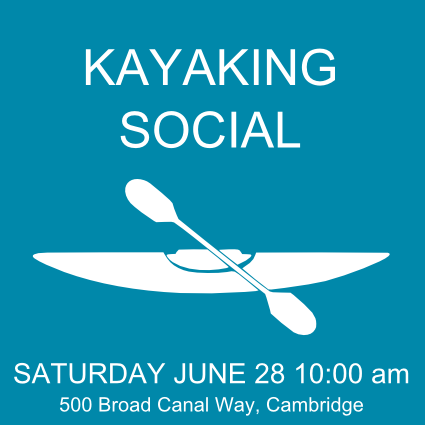 KAYAKING
SOCIAL
SATURDAY JUNE 28 10:00 am
500 Broad Canal Way, Cambridge